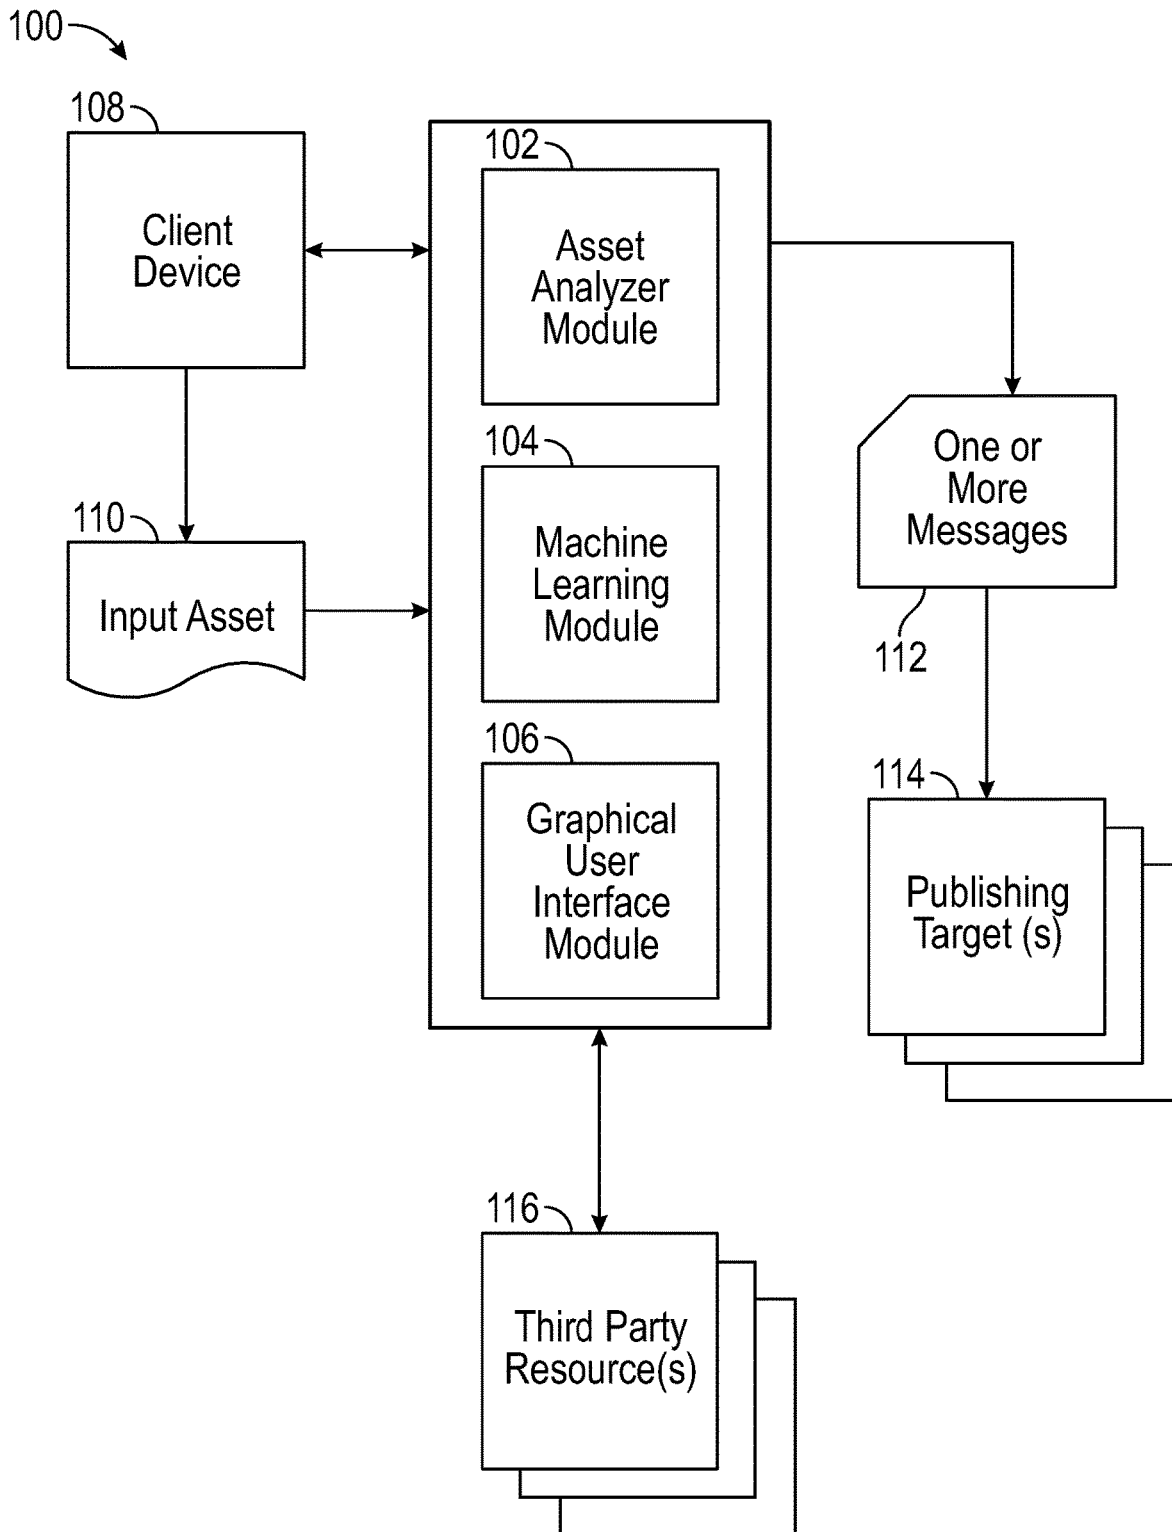 100
108
Client
Device
110
Input Asset
102
Asset
Analyzer
Module
104
Machine
Learning
Module
106
Graphical
User
Interface
Module
One or
More
Messages
112
114
Publishing
Target (s)
116
Third Party
Resource(s)